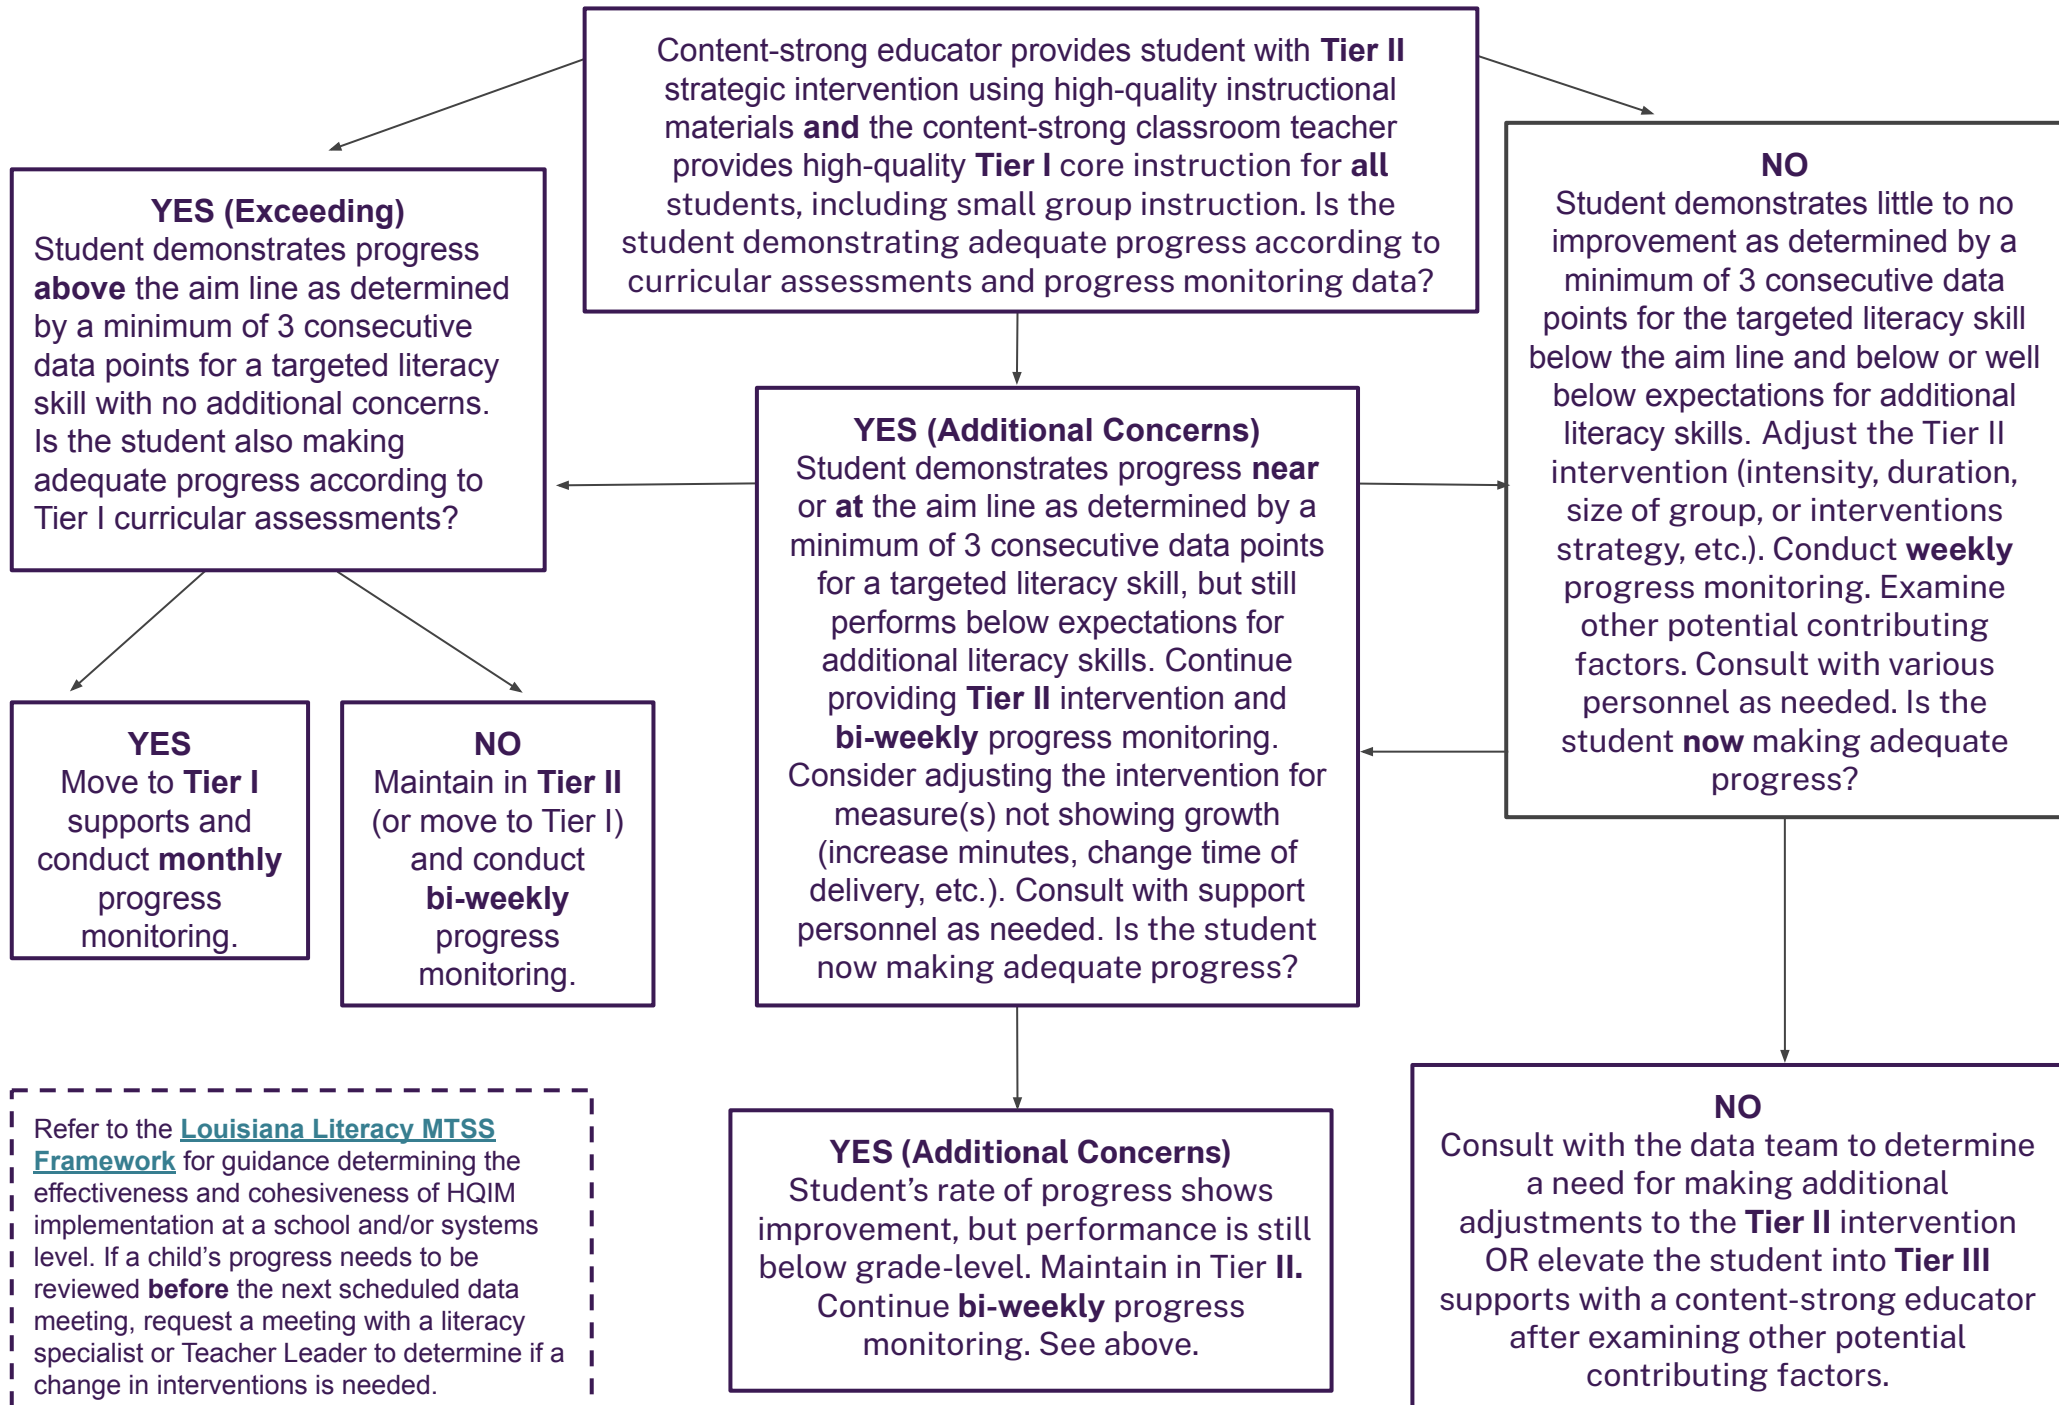 Content-strong educator provides student with Tier II
strategic intervention using high-quality instructional
materials and the content-strong classroom teacher
provides high-quality Tier I core instruction for all
students, including small group instruction. Is the
student demonstrating adequate progress according to
curricular assessments and progress monitoring data?
YES (Exceeding)
Student demonstrates progress
above the aim line as determined
by a minimum of 3 consecutive
data points for a targeted literacy
skill with no additional concerns.
Is the student also making
adequate progress according to
Tier I curricular assessments?
YES (Additional Concerns)
Student demonstrates progress near
or at the aim line as determined by a
minimum of 3 consecutive data points
for a targeted literacy skill, but still
performs below expectations for
additional literacy skills. Continue
providing Tier II intervention and
bi-weekly progress monitoring.
Consider adjusting the intervention for
measure(s) not showing growth
(increase minutes, change time of
delivery, etc.). Consult with support
personnel as needed. Is the student
now making adequate progress?
NO
Student demonstrates little to no
improvement as determined by a
minimum of 3 consecutive data
points for the targeted literacy skill
below the aim line and below or well
below expectations for additional
literacy skills. Adjust the Tier II
intervention (intensity, duration,
size of group, or interventions
strategy, etc.). Conduct weekly
progress monitoring. Examine
other potential contributing
factors. Consult with various
personnel as needed. Is the
student now making adequate
progress?
YES
Move to Tier I
supports and
conduct monthly
progress
monitoring.
NO
Maintain in Tier II
(or move to Tier I)
and conduct
bi-weekly
progress
monitoring.
Refer to the Louisiana Literacy MTSS
Framework for guidance determining the
effectiveness and cohesiveness of HQIM
implementation at a school and/or systems
level. If a child’s progress needs to be
reviewed before the next scheduled data
meeting, request a meeting with a literacy
specialist or Teacher Leader to determine if a
change in interventions is needed.
YES (Additional Concerns)
Student’s rate of progress shows
improvement, but performance is still
below grade-level. Maintain in Tier II.
Continue bi-weekly progress
monitoring. See above.
NO
Consult with the data team to determine
a need for making additional
adjustments to the Tier II intervention
OR elevate the student into Tier III
supports with a content-strong educator
after examining other potential
contributing factors.